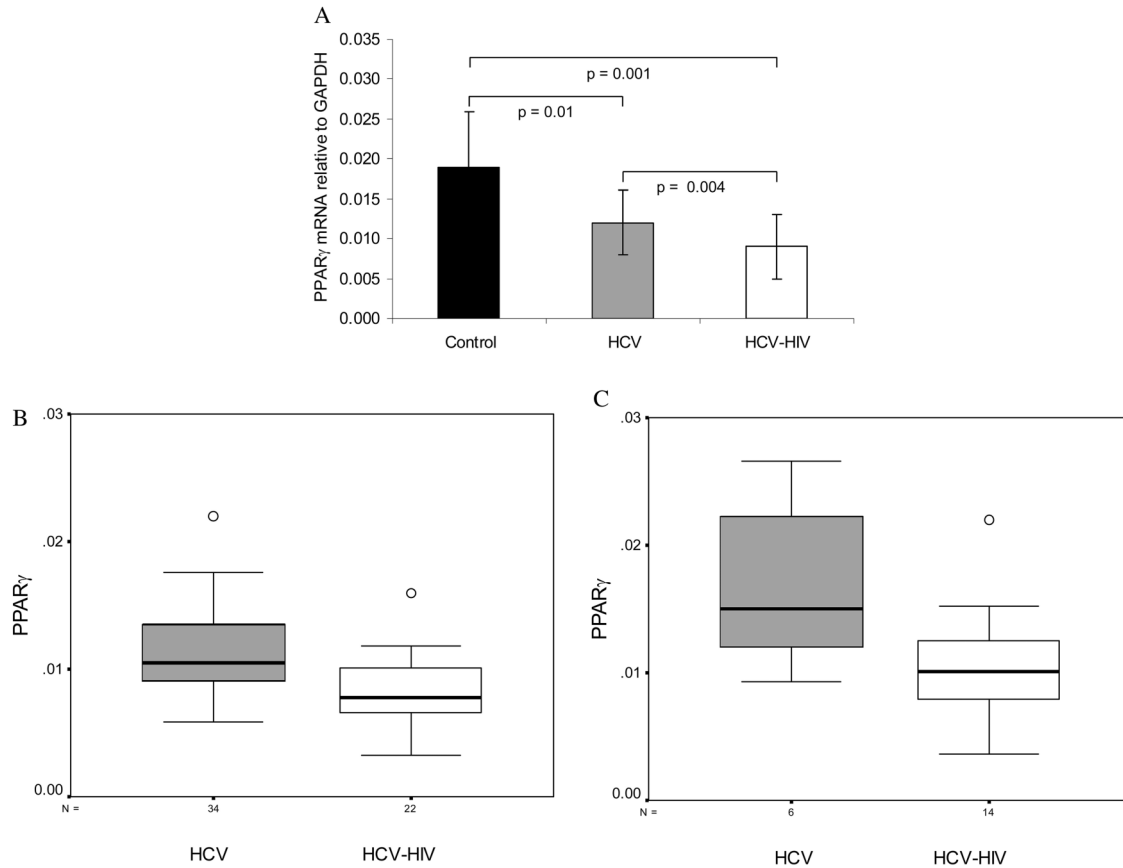 A
0.035
0.030
0.025
0.020
0.015
0.010
0.005
0.000
PPARγ mRNA relative to GAPDH
p = 0.001
p = 0.01
p = 0.004
Control HCV HCV-HIV
B
.03
.02
.01
0.00
PPARγ
N = 34 22
HCV HCV-HIV
C
.03
.02
.01
0.00
PPARγ
N = 6 14
HCV HCV-HIV